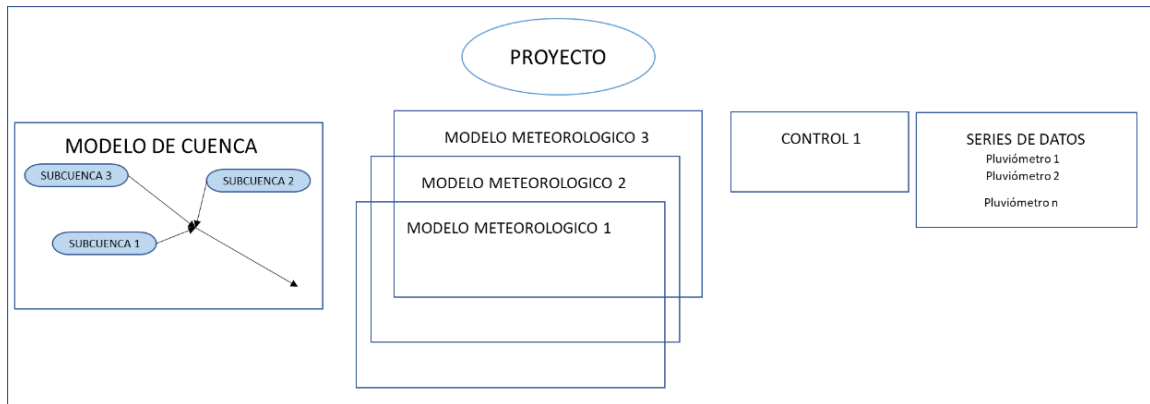 PROYECTO
MODELO DE CUENCA
SUBCUENCA 3
SUBCUENCA 2
SUBCUENCA 1
MODELO METEOROLOGICO 3
MODELO METEOROLOGICO 2
MODELO METEOROLOGICO 1
CONTROL 1
SERIES DE DATOS
Pluviómetro 1
Pluviómetro 2
Pluviómetro n